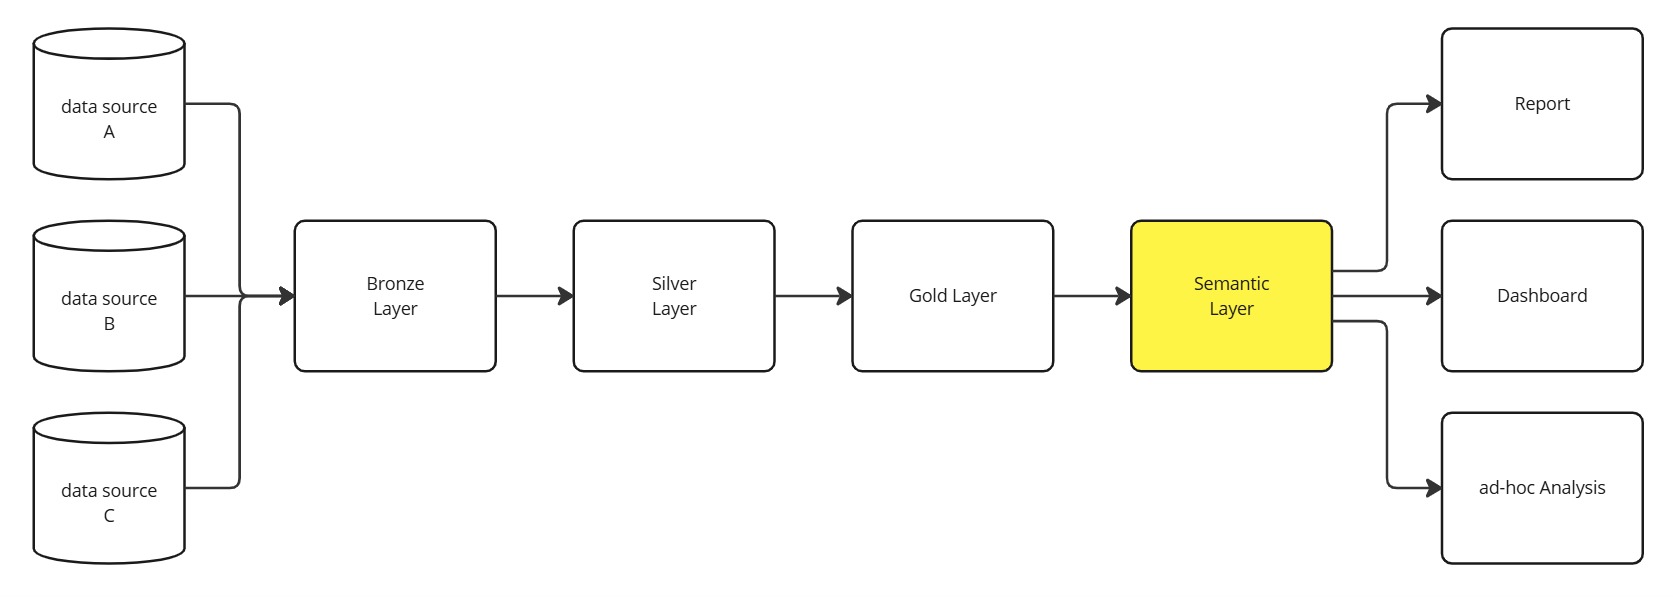 data source
A
data source
B
data source
C
Bronze
Layer
Silver
Layer
Gold Layer
Semantic
Layer
Report
Dashboard
ad-hoc Analysis